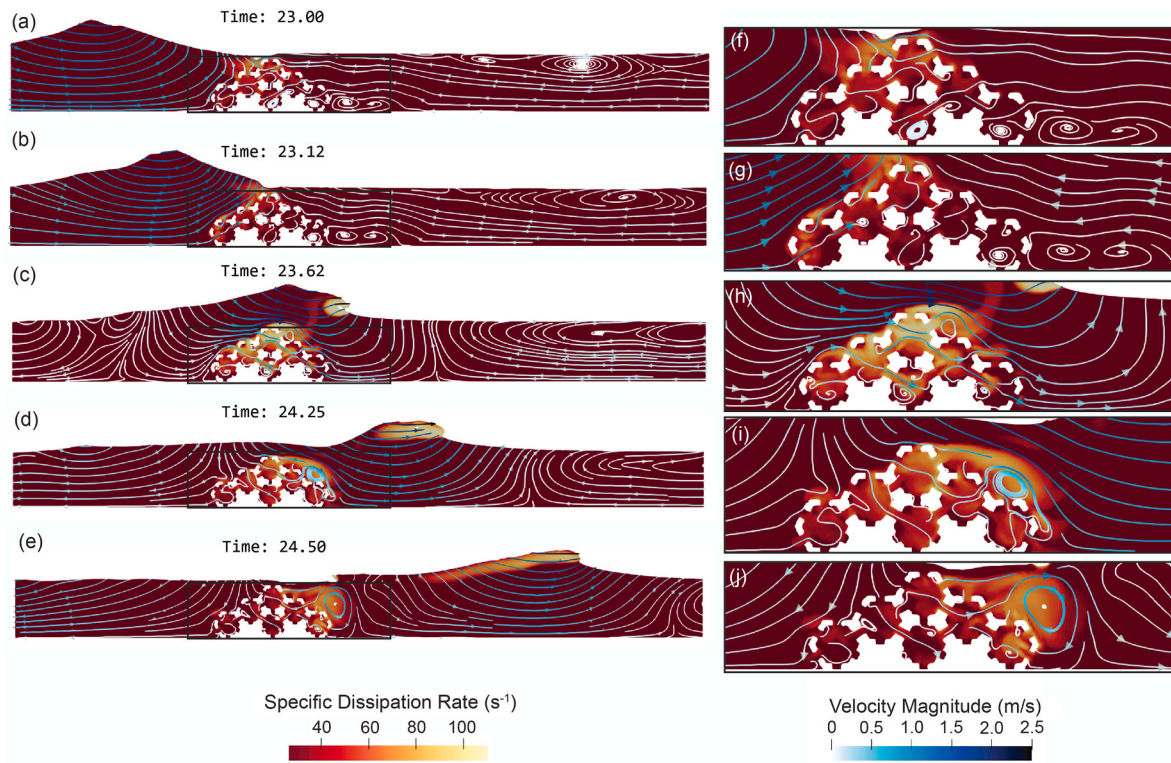 (a)
Time: 23.00
(b)
Time: 23.12
(c)
Time: 23.62
(d)
Time: 24.25
(e)
Time: 24.50
(f)
(g)
(h)
(i)
(j)
Specific Dissipation Rate (s⁻¹)
40 60 80 100
Velocity Magnitude (m/s)
0 0.5 1.0 1.5 2.0 2.5